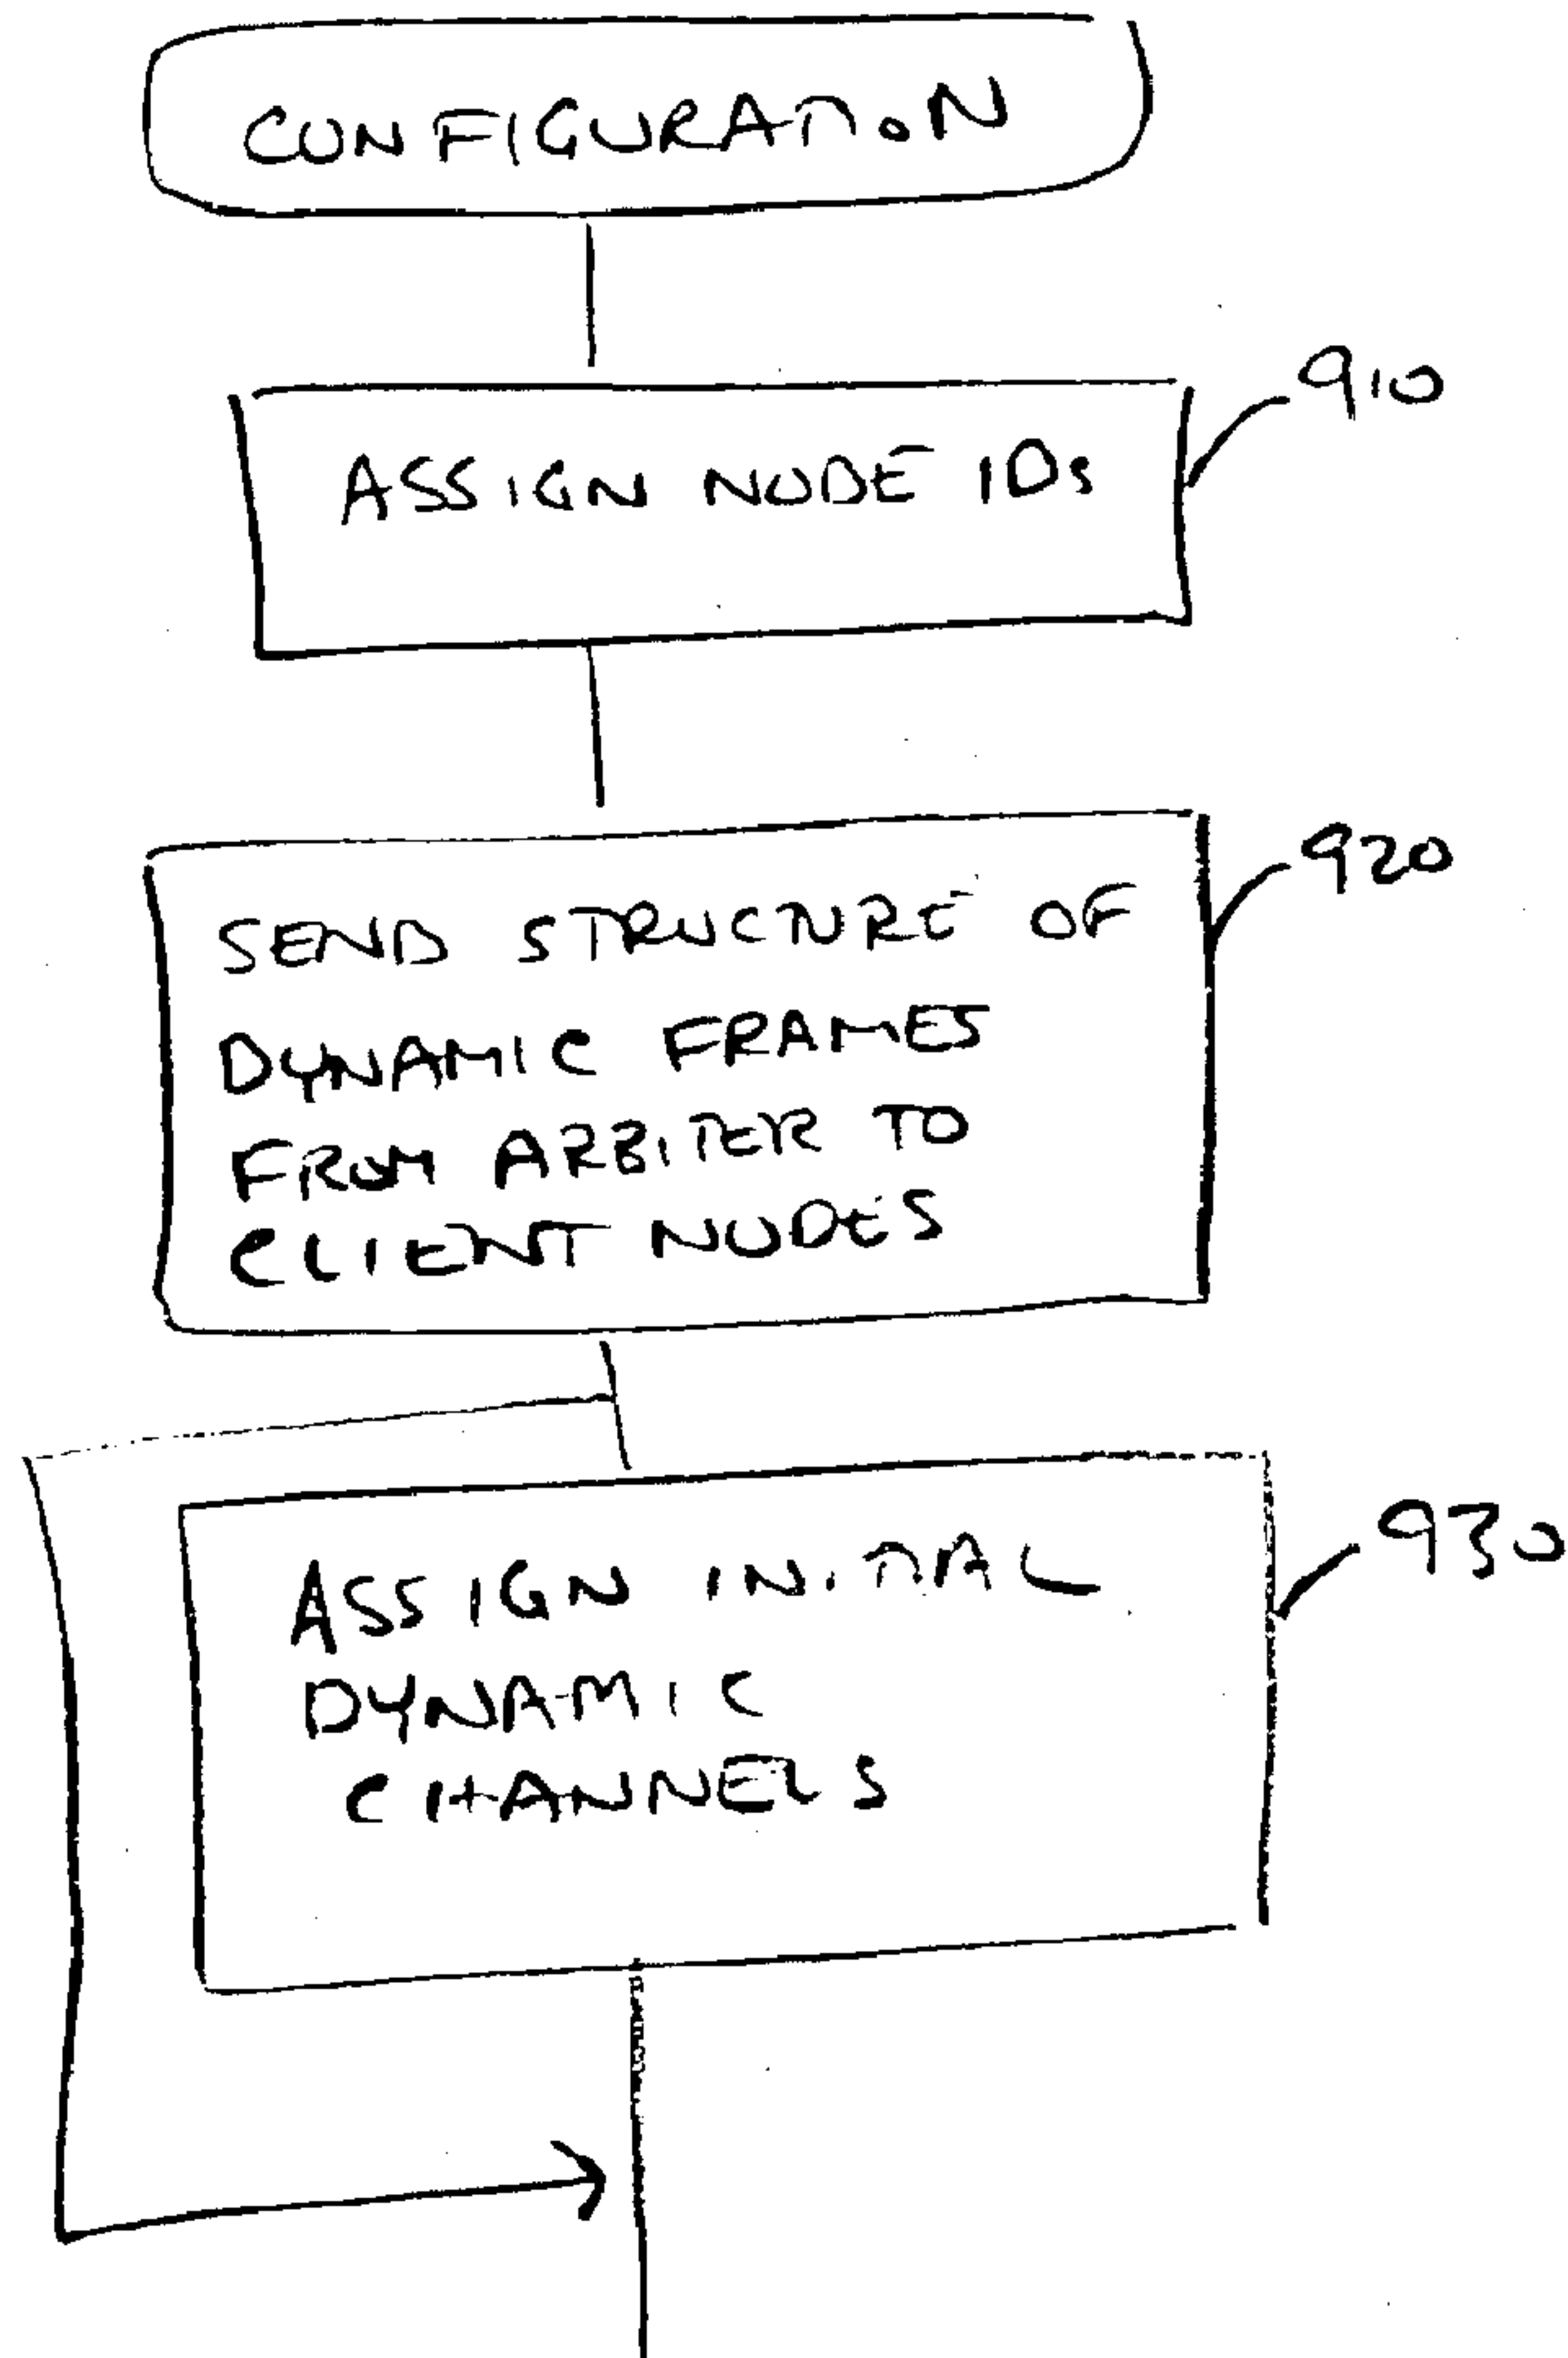 CONFIGURATION
910
ASSIGN NODE IDs
920
SEND STRUCTURE OF
DYNAMIC FRAMES
FROM ARBITER TO
CLIENT NODES
930
ASSIGN INITIAL
DYNAMIC
CHANNELS